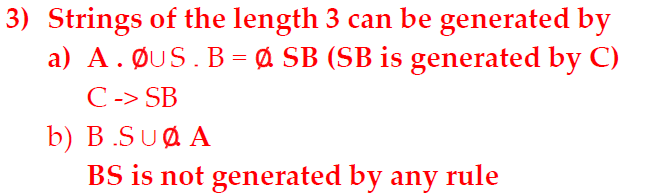 3) Strings of the length 3 can be generated by
a) A . Ø∪S . B = Ø. SB (SB is generated by C)
C -> SB
b) B .S ∪Ø. A
BS is not generated by any rule